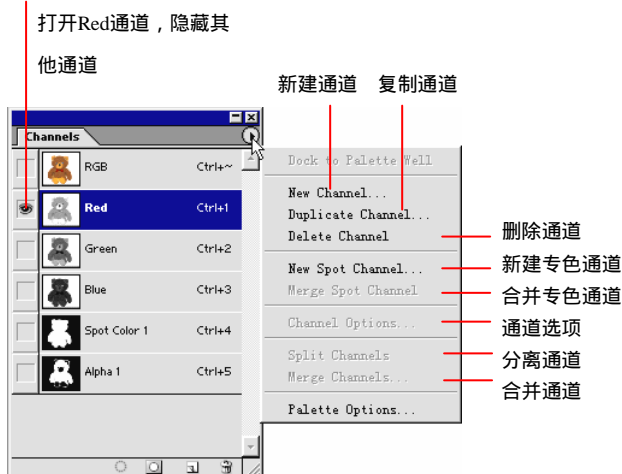 打开Red通道，隐藏其
他通道
新建通道 复制通道
Channels
RGB Ctrl+~
Red Ctrl+1
Green Ctrl+2
Blue Ctrl+3
Spot Color 1 Ctrl+4
Alpha 1 Ctrl+5
Dock to Palette Well
New Channel...
Duplicate Channel...
Delete Channel
New Spot Channel...
Merge Spot Channel
Channel Options...
Split Channels
Merge Channels...
Palette Options...
删除通道
新建专色通道
合并专色通道
通道选项
分离通道
合并通道